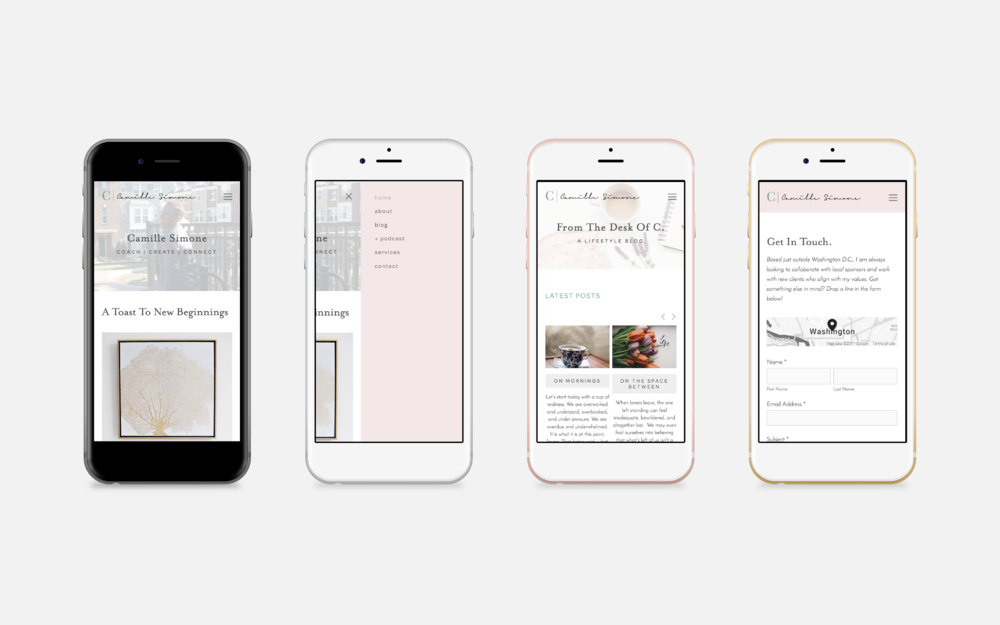 C | Camille Simone
Camille Simone
COACH | CREATE | CONNECT
A Toast To New Beginnings
home
about
blog
+ podcast
services
contact
ne
NNECT
nnings
C | Camille Simone
From The Desk Of C.
A LIFESTYLE BLOG
LATEST POSTS
ON MORNINGS
Let's start today with a cup of
realness. We are overworked
and underpaid, overbooked,
and under pressure. We are
overdue and underwhelmed.
It is what it is at this point,
ON THE SPACE
BETWEEN
When lovers leave, the one
left standing can feel
inadequate, bewildered, and
altogether lost. We may even
fool ourselves into believing
that what's left of us isn't a
C | Camille Simone
Get In Touch.
Based just outside Washington D.C., I am always
looking to collaborate with local sponsors and work
with new clients who align with my values. Got
something else in mind? Drop a line in the form
below!
Washington
Terms of use
Name *
First Name
Last Name
Email Address *
Subject *